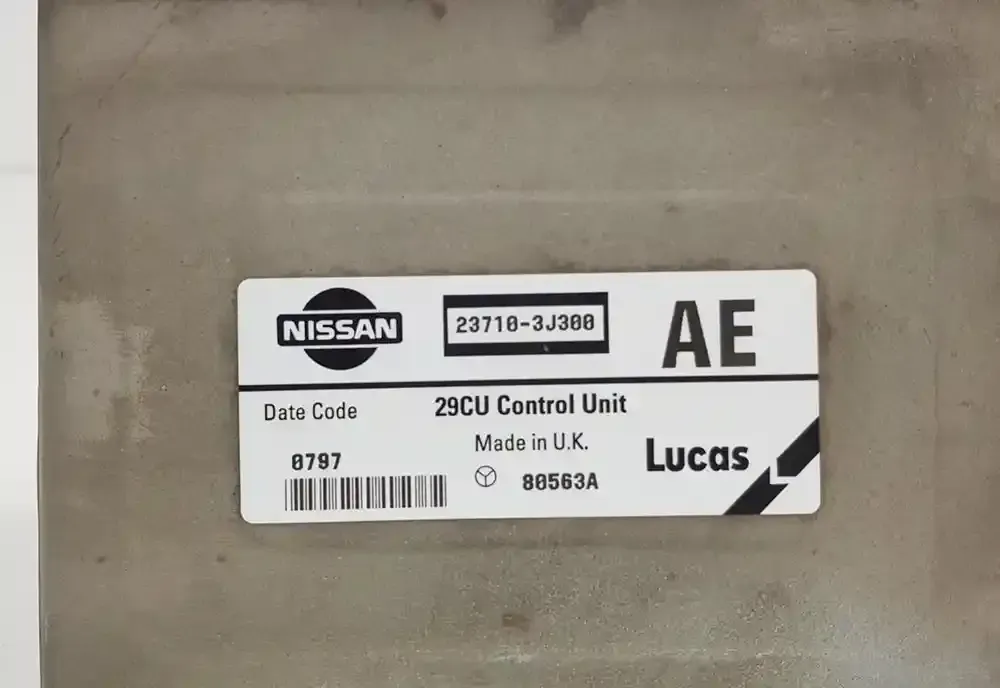 NISSAN
23710-3J300
AE
Date Code
29CU Control Unit
Made in U.K.
Lucas
0797
80563A
L